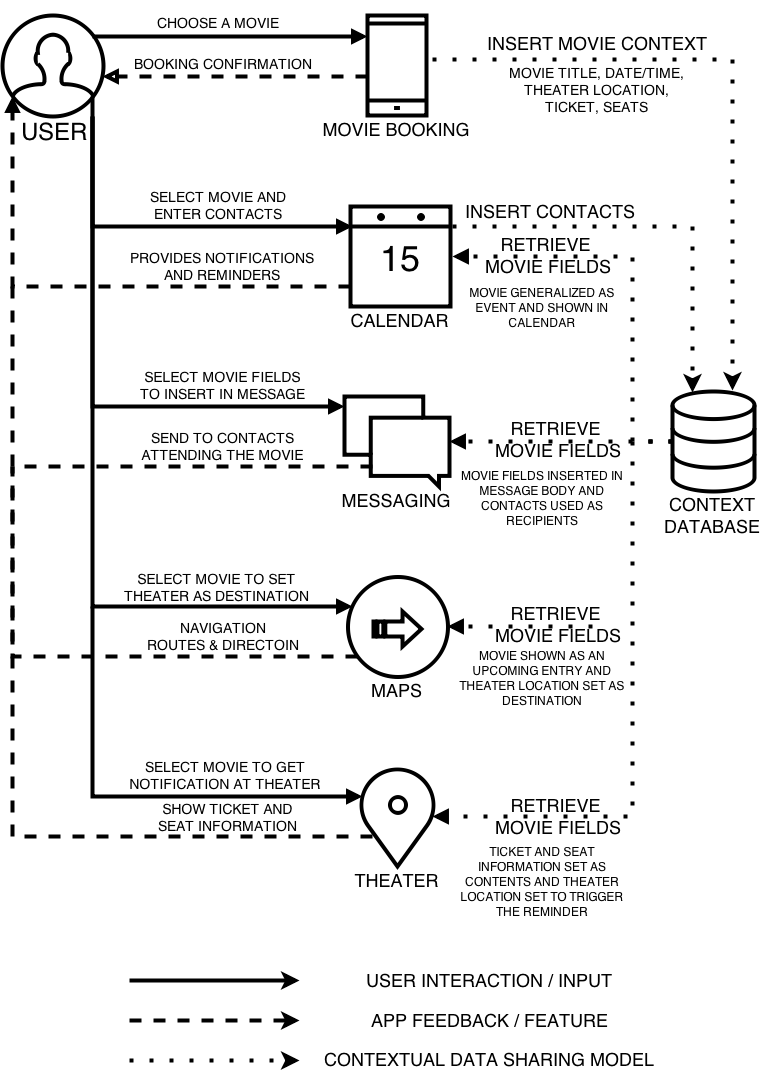 CHOOSE A MOVIE
BOOKING CONFIRMATION
USER
MOVIE BOOKING
INSERT MOVIE CONTEXT
MOVIE TITLE, DATE/TIME,
THEATER LOCATION,
TICKET, SEATS
SELECT MOVIE AND
ENTER CONTACTS
PROVIDES NOTIFICATIONS
AND REMINDERS
15
CALENDAR
INSERT CONTACTS
RETRIEVE
MOVIE FIELDS
MOVIE GENERALIZED AS
EVENT AND SHOWN IN
CALENDAR
SELECT MOVIE FIELDS
TO INSERT IN MESSAGE
SEND TO CONTACTS
ATTENDING THE MOVIE
MESSAGING
RETRIEVE
MOVIE FIELDS
MOVIE FIELDS INSERTED IN
MESSAGE BODY AND
CONTACTS USED AS
RECIPIENTS
CONTEXT
DATABASE
SELECT MOVIE TO SET
THEATER AS DESTINATION
NAVIGATION
ROUTES & DIRECTOIN
MAPS
RETRIEVE
MOVIE FIELDS
MOVIE SHOWN AS AN
UPCOMING ENTRY AND
THEATER LOCATION SET AS
DESTINATION
SELECT MOVIE TO GET
NOTIFICATION AT THEATER
SHOW TICKET AND
SEAT INFORMATION
THEATER
RETRIEVE
MOVIE FIELDS
TICKET AND SEAT
INFORMATION SET AS
CONTENTS AND THEATER
LOCATION SET TO TRIGGER
THE REMINDER
USER INTERACTION / INPUT
APP FEEDBACK / FEATURE
CONTEXTUAL DATA SHARING MODEL